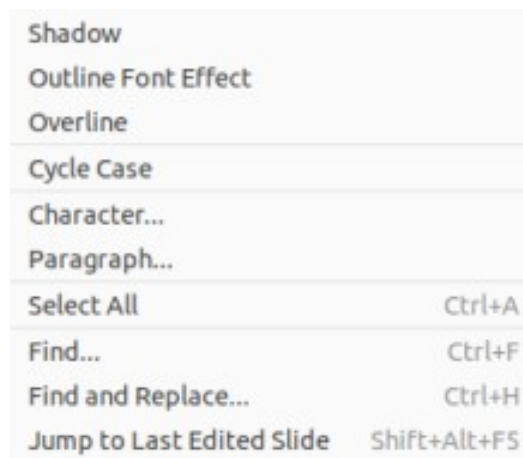 Shadow
Outline Font Effect
Overline
Cycle Case
Character...
Paragraph...
Select All Ctrl+A
Find... Ctrl+F
Find and Replace... Ctrl+H
Jump to Last Edited Slide Shift+Alt+F5